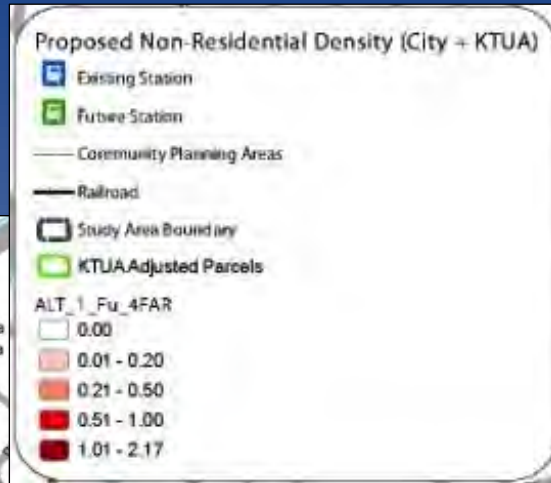 Proposed Non-Residential Density (City + KTUA)
Existing Station
Future Station
Community Planning Areas
Railroad
Study Area Boundary
KTUA Adjusted Parcels
ALT_1_Fu_4FAR
0.00
0.01 - 0.20
0.21 - 0.50
0.51 - 1.00
1.01 - 2.17